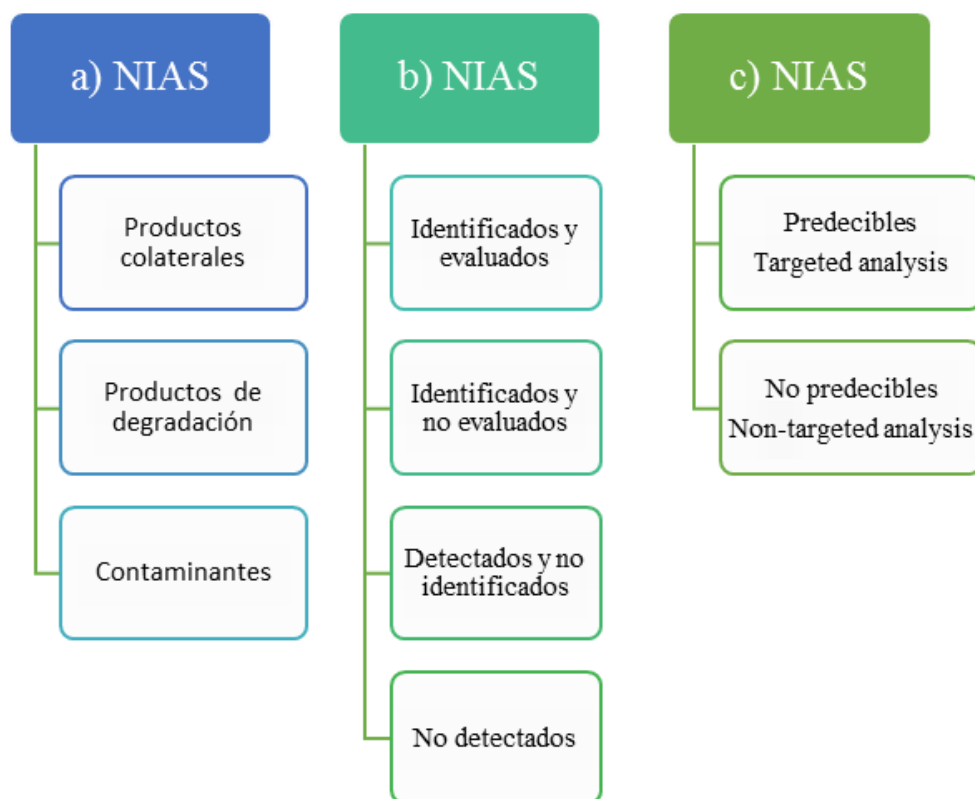 a) NIAS
Productos
colaterales
Productos de
degradación
Contaminantes
b) NIAS
Identificados y
evaluados
Identificados y
no evaluados
Detectados y no
identificados
No detectados
c) NIAS
Predecibles
Targeted analysis
No predecibles
Non-targeted analysis